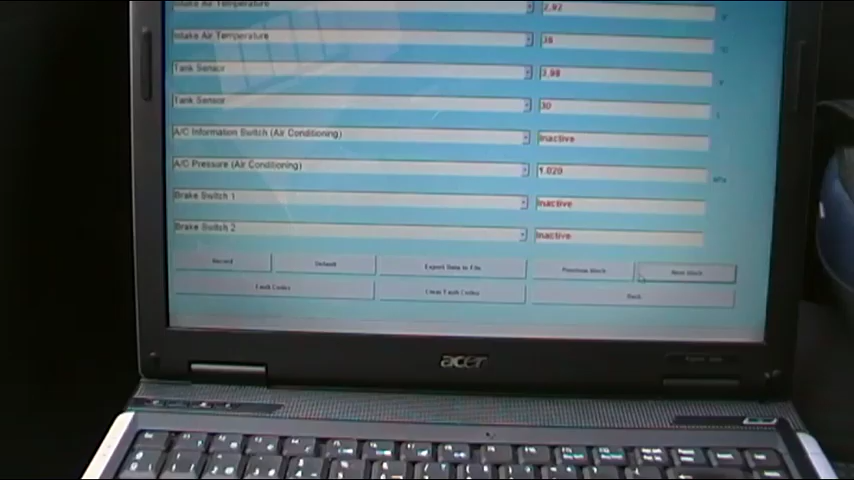 Intake Air Temperature 2,92
Intake Air Temperature 39 °C
Tank Sensor 3,98
Tank Sensor 30
A/C Information Switch (Air Conditioning) Inactive
A/C Pressure (Air Conditioning) 1.020 kPa
Brake Switch 1 Inactive
Brake Switch 2 Inactive
Record Default Export Data to File Previous Block Next Block
Fault Codes Clear Fault Codes Back
acer